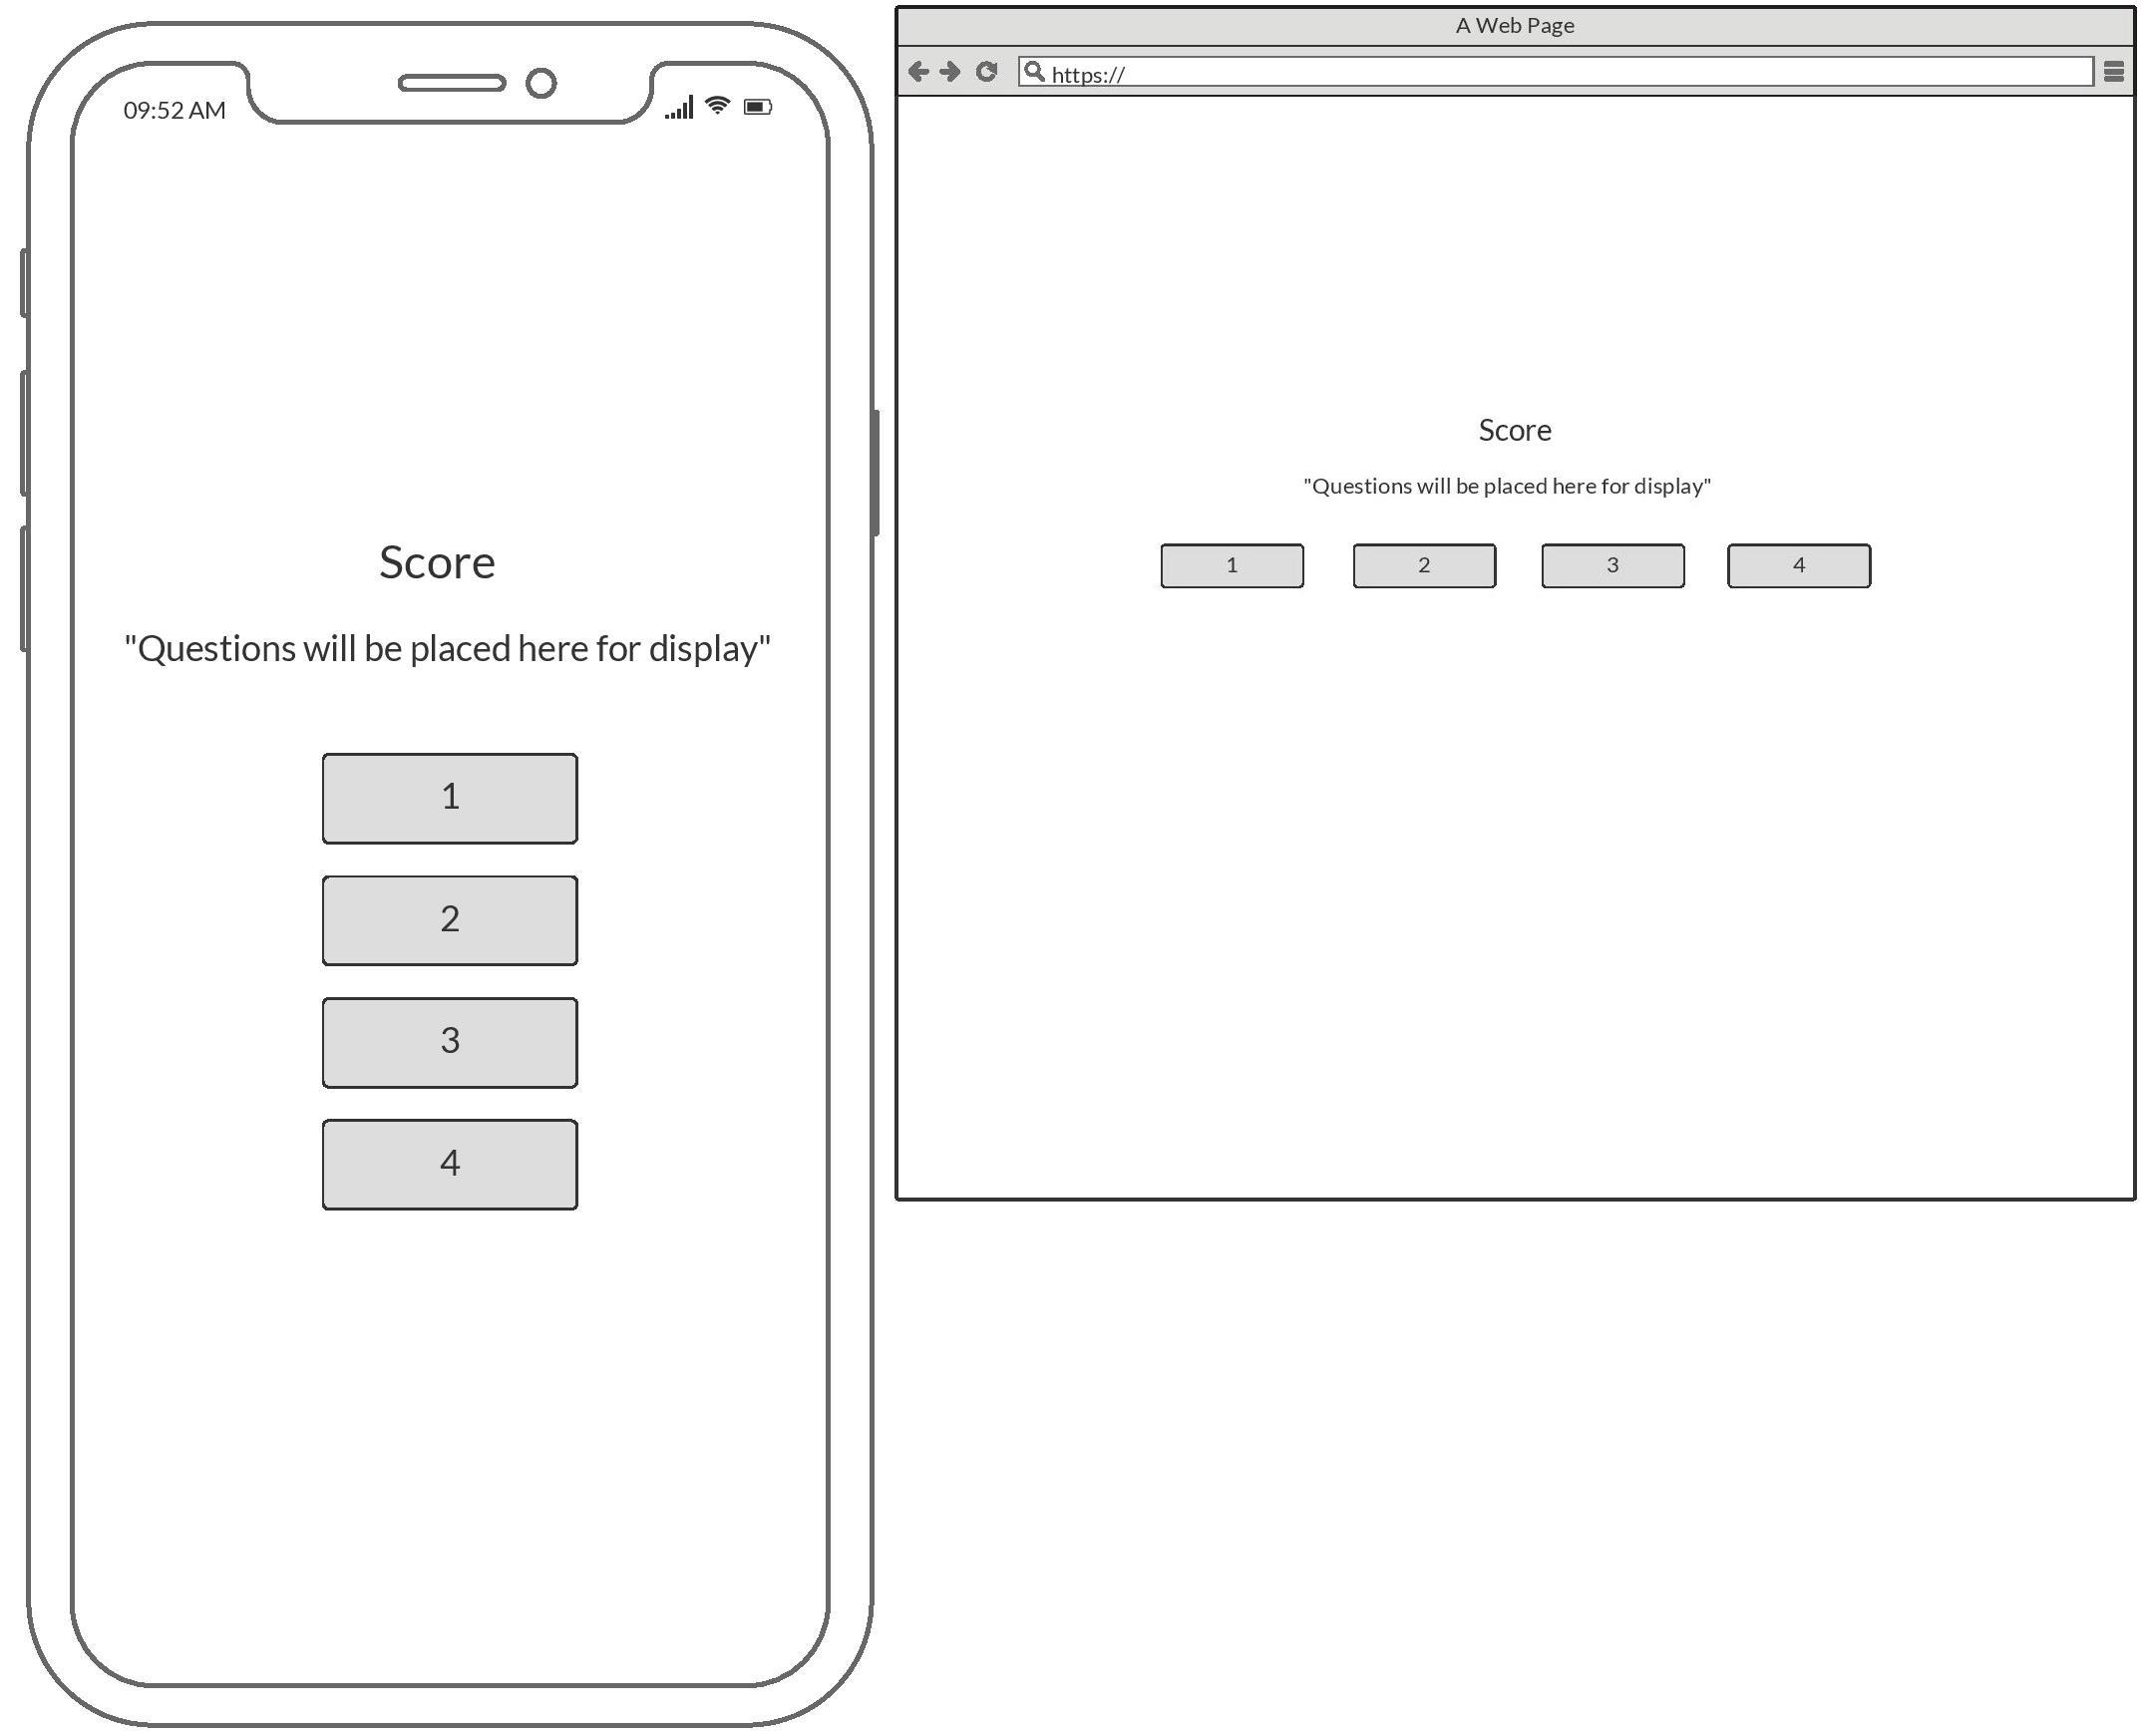 09:52 AM
Score
"Questions will be placed here for display"
1
2
3
4
A Web Page
https://
Score
"Questions will be placed here for display"
1 2 3 4